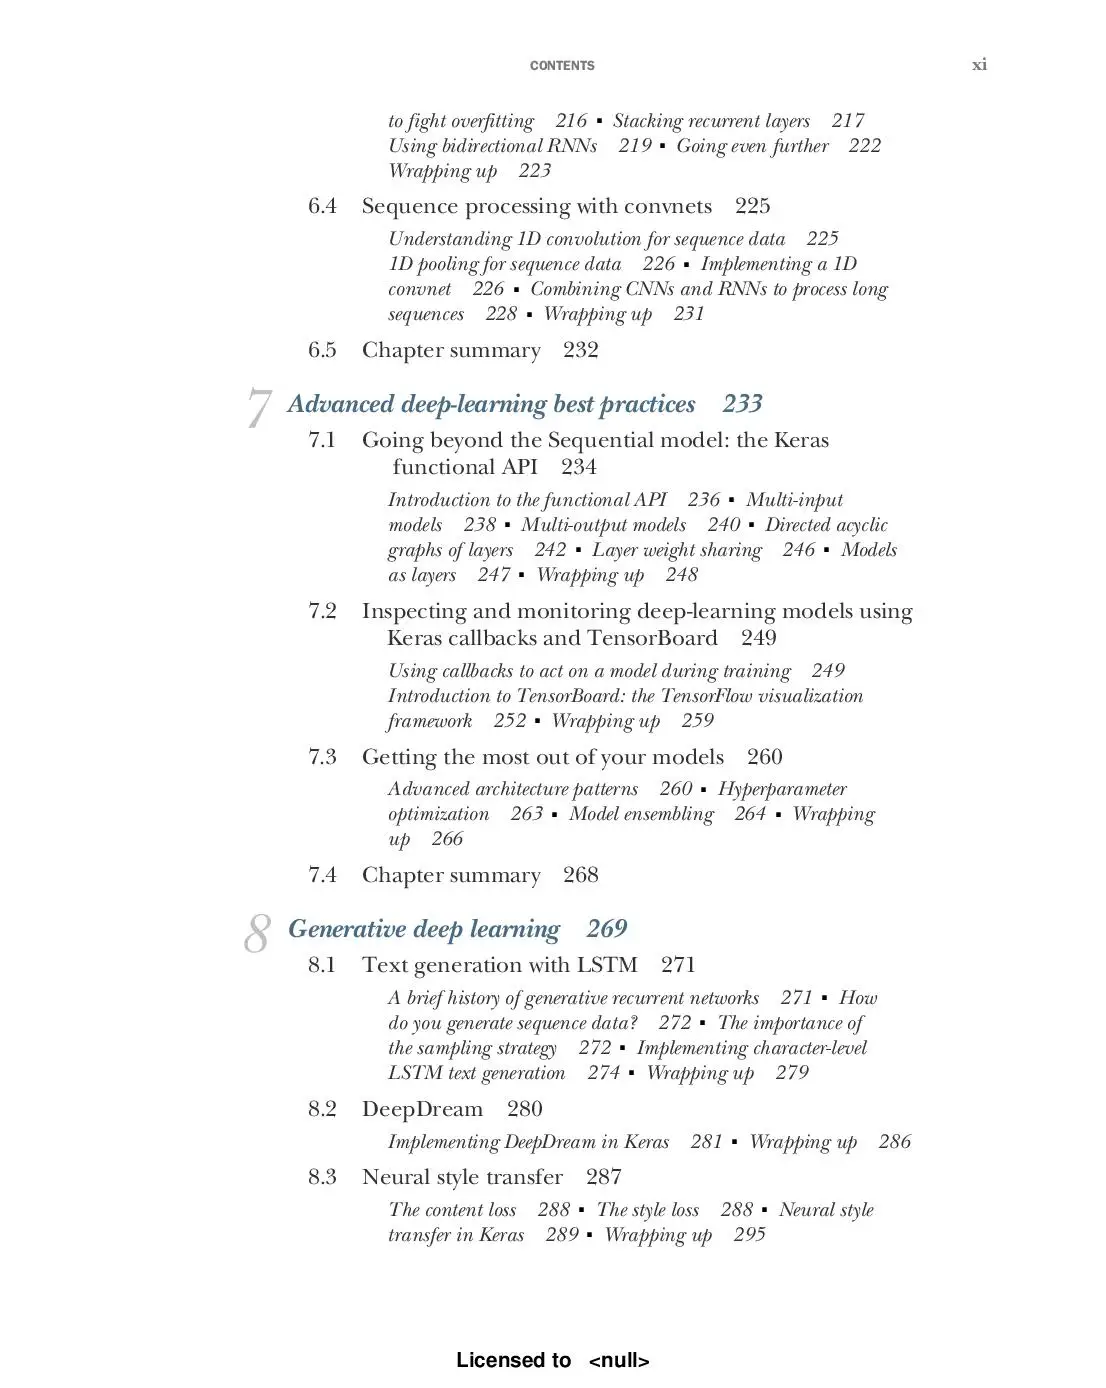 CONTENTS xi
to fight overfitting 216 ▪ Stacking recurrent layers 217
Using bidirectional RNNs 219 ▪ Going even further 222
Wrapping up 223
6.4 Sequence processing with convnets 225
Understanding 1D convolution for sequence data 225
1D pooling for sequence data 226 ▪ Implementing a 1D
convnet 226 ▪ Combining CNNs and RNNs to process long
sequences 228 ▪ Wrapping up 231
6.5 Chapter summary 232
7 Advanced deep-learning best practices 233
7.1 Going beyond the Sequential model: the Keras
functional API 234
Introduction to the functional API 236 ▪ Multi-input
models 238 ▪ Multi-output models 240 ▪ Directed acyclic
graphs of layers 242 ▪ Layer weight sharing 246 ▪ Models
as layers 247 ▪ Wrapping up 248
7.2 Inspecting and monitoring deep-learning models using
Keras callbacks and TensorBoard 249
Using callbacks to act on a model during training 249
Introduction to TensorBoard: the TensorFlow visualization
framework 252 ▪ Wrapping up 259
7.3 Getting the most out of your models 260
Advanced architecture patterns 260 ▪ Hyperparameter
optimization 263 ▪ Model ensembling 264 ▪ Wrapping
up 266
7.4 Chapter summary 268
8 Generative deep learning 269
8.1 Text generation with LSTM 271
A brief history of generative recurrent networks 271 ▪ How
do you generate sequence data? 272 ▪ The importance of
the sampling strategy 272 ▪ Implementing character-level
LSTM text generation 274 ▪ Wrapping up 279
8.2 DeepDream 280
Implementing DeepDream in Keras 281 ▪ Wrapping up 286
8.3 Neural style transfer 287
The content loss 288 ▪ The style loss 288 ▪ Neural style
transfer in Keras 289 ▪ Wrapping up 295
Licensed to <null>